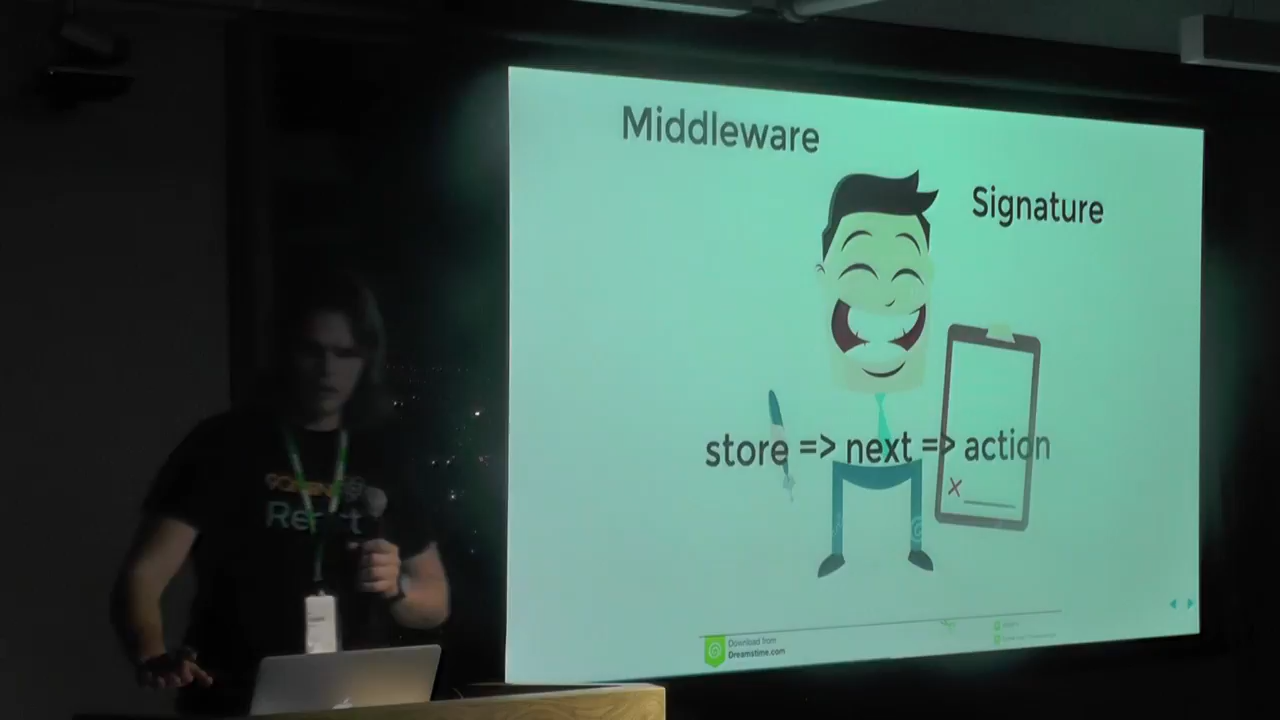 Middleware
Signature
store => next => action
Download from
Dreamstime.com